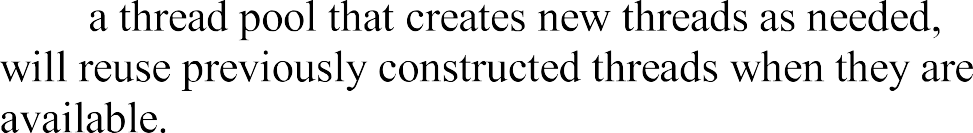 a thread pool that creates new threads as needed,
will reuse previously constructed threads when they are
available.